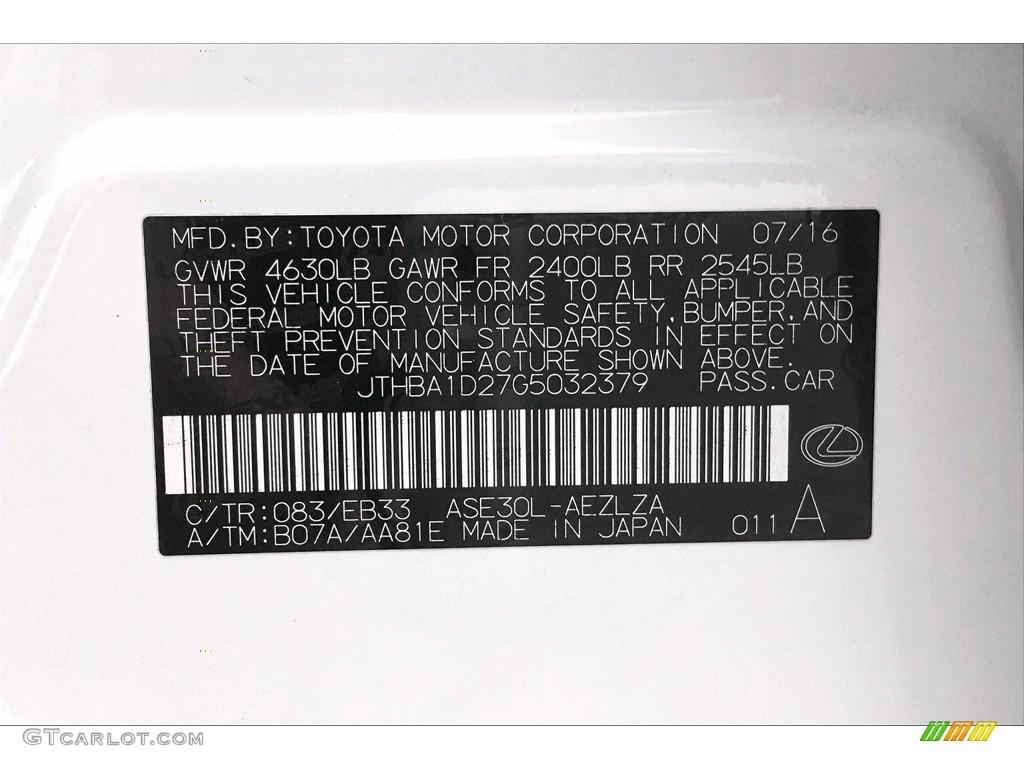 MFD. BY: TOYOTA MOTOR CORPORATION 07/16
GVWR 4630LB GAWR FR 2400LB RR 2545LB
THIS VEHICLE CONFORMS TO ALL APPLICABLE
FEDERAL MOTOR VEHICLE SAFETY, BUMPER, AND
THEFT PREVENTION STANDARDS IN EFFECT ON
THE DATE OF MANUFACTURE SHOWN ABOVE.
JTHBA1D27G5032379 PASS. CAR
C/TR: 083/EB33 ASE30L-AEZLZA
A/TM: B07A/AA81E MADE IN JAPAN 011 A
GTCARLOT.COM